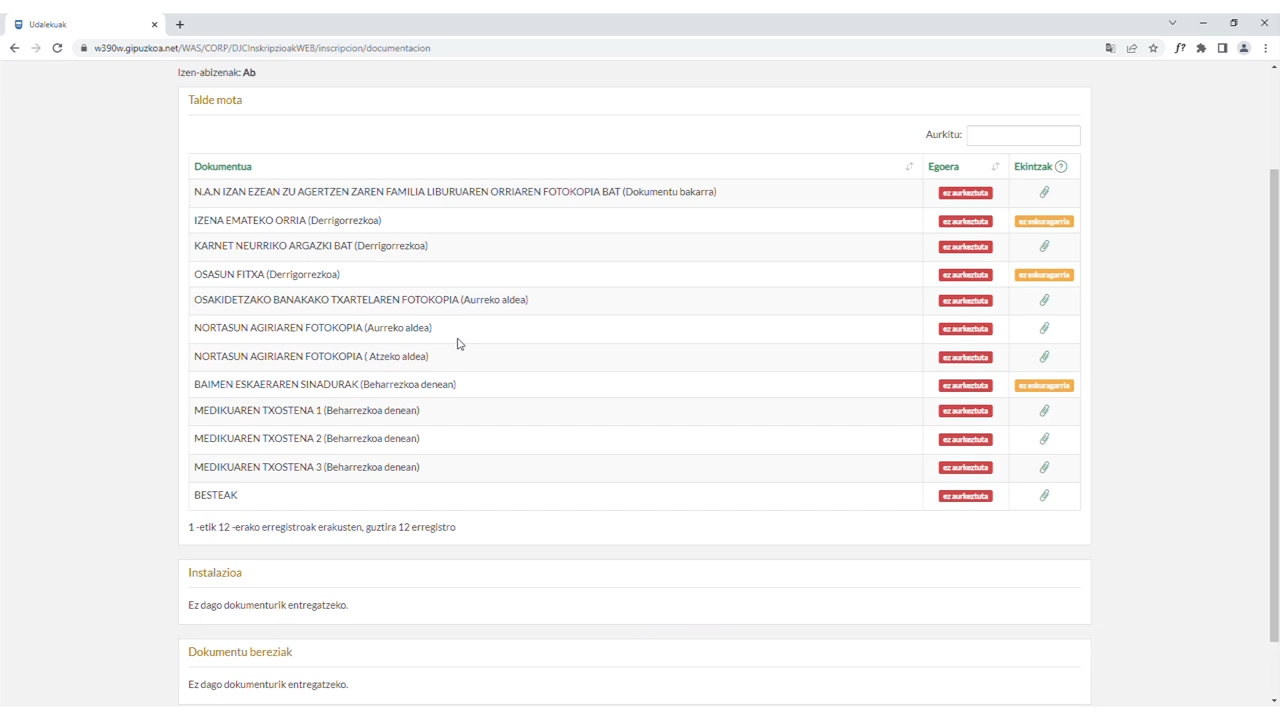 Udalekuak
w390w.gipuzkoa.net/WAS/CORP/DJCInskripzioakWEB/inscripcion/documentacion
f?
Izen-abizenak: Ab
Talde mota
Aurkitu:
Dokumentua Egoera Ekintzak ?
N.A.N IZAN EZEAN ZU AGERTZEN ZAREN FAMILIA LIBURUAREN ORRIAREN FOTOKOPIA BAT (Dokumentu bakarra) ez aurkeztuta
IZENA EMATEKO ORRIA (Derrigorrezkoa) ez aurkeztuta ez eskuragarria
KARNET NEURRIKO ARGAZKI BAT (Derrigorrezkoa) ez aurkeztuta
OSASUN FITXA (Derrigorrezkoa) ez aurkeztuta ez eskuragarria
OSAKIDETZAKO BANAKAKO TXARTELAREN FOTOKOPIA (Aurreko aldea) ez aurkeztuta
NORTASUN AGIRIAREN FOTOKOPIA (Aurreko aldea) ez aurkeztuta
NORTASUN AGIRIAREN FOTOKOPIA ( Atzeko aldea) ez aurkeztuta
BAIMEN ESKAERAREN SINADURAK (Beharrezkoa denean) ez aurkeztuta ez eskuragarria
MEDIKUAREN TXOSTENA 1 (Beharrezkoa denean) ez aurkeztuta
MEDIKUAREN TXOSTENA 2 (Beharrezkoa denean) ez aurkeztuta
MEDIKUAREN TXOSTENA 3 (Beharrezkoa denean) ez aurkeztuta
BESTEAK ez aurkeztuta
1 -etik 12 -erako erregistroak erakusten, guztira 12 erregistro
Instalazioa
Ez dago dokumenturik entregatzeko.
Dokumentu bereziak
Ez dago dokumenturik entregatzeko.